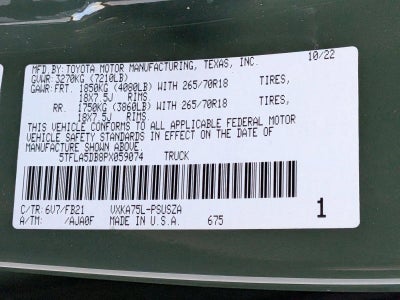 MFD.BY:TOYOTA MOTOR MANUFACTURING, TEXAS, INC. 10/22
GVWR:3270KG (7210LB)
GAWR:FRT. 1850KG (4080LB) WITH 265/70R18 TIRES,
18X7.5J RIMS.
RR. 1750KG (3860LB) WITH 265/70R18 TIRES,
18X7.5J RIMS.
THIS VEHICLE CONFORMS TO ALL APPLICABLE FEDERAL MOTOR
VEHICLE SAFETY STANDARDS IN EFFECT ON THE DATE OF
MANUFACTURE SHOWN ABOVE.
5TFLA5DB8PX059074 TRUCK
C/TR: 6V7/FB21 VXKA75L-PSUSZA
A/TM: /AJA0F MADE IN U.S.A. 675 1